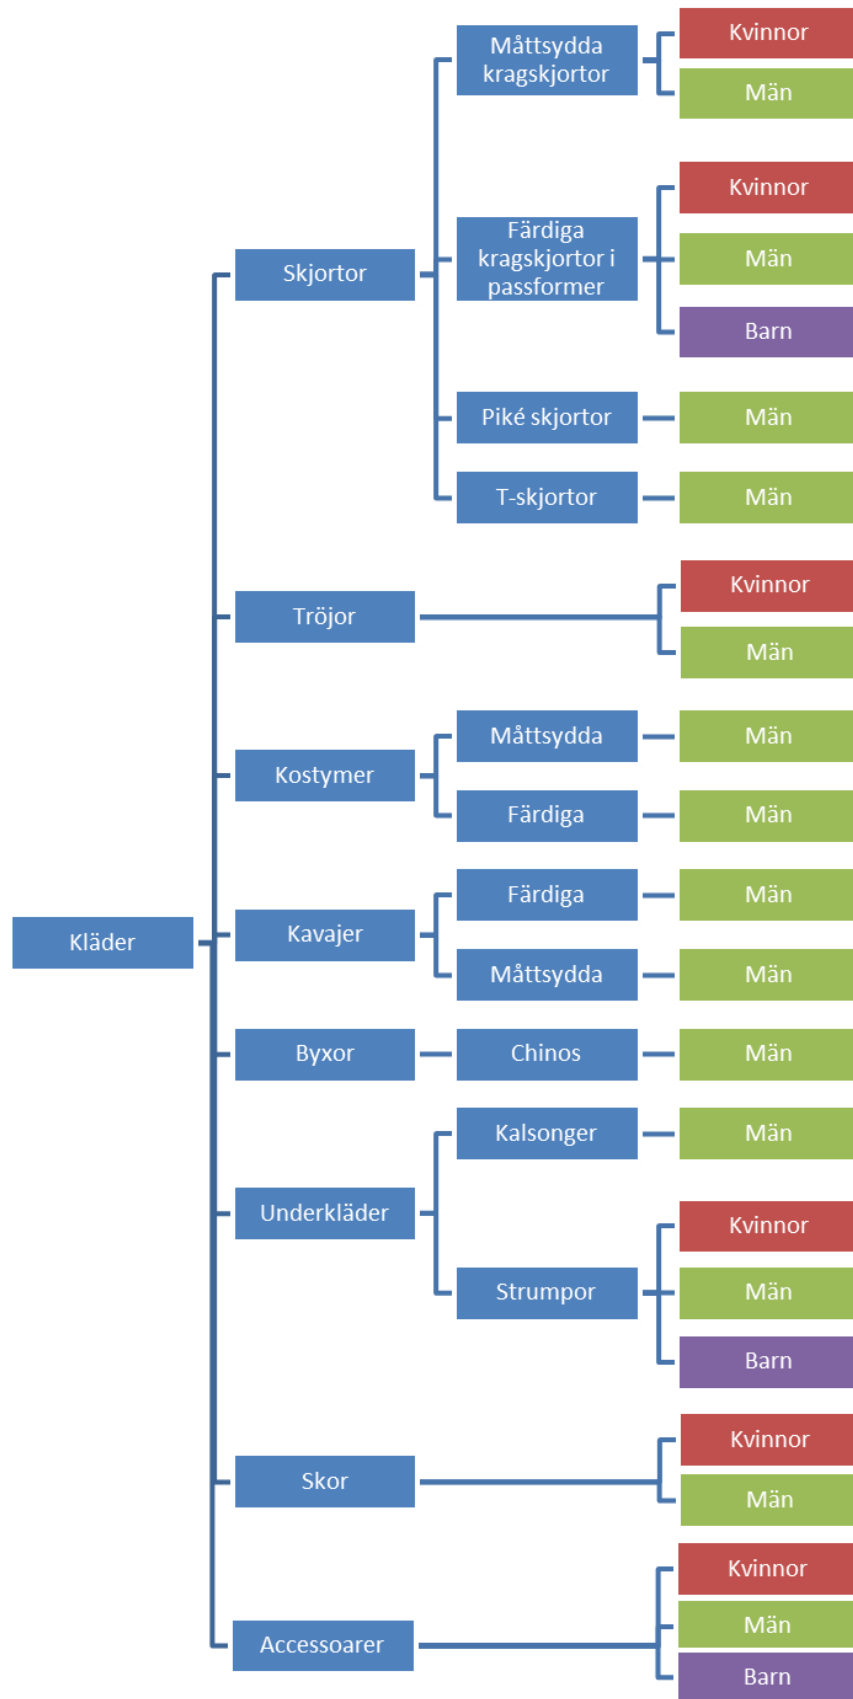 Måttsydda
kragskjortor
Kvinnor
Män
Färdiga
kragskjortor i
passformer
Kvinnor
Män
Barn
Skjortor
Piké skjortor
Män
T-skjortor
Män
Tröjor
Kvinnor
Män
Kostymer
Måttsydda
Män
Färdiga
Män
Kläder
Kavajer
Färdiga
Män
Måttsydda
Män
Byxor
Chinos
Män
Underkläder
Kalsonger
Män
Strumpor
Kvinnor
Män
Barn
Skor
Kvinnor
Män
Accessoarer
Kvinnor
Män
Barn